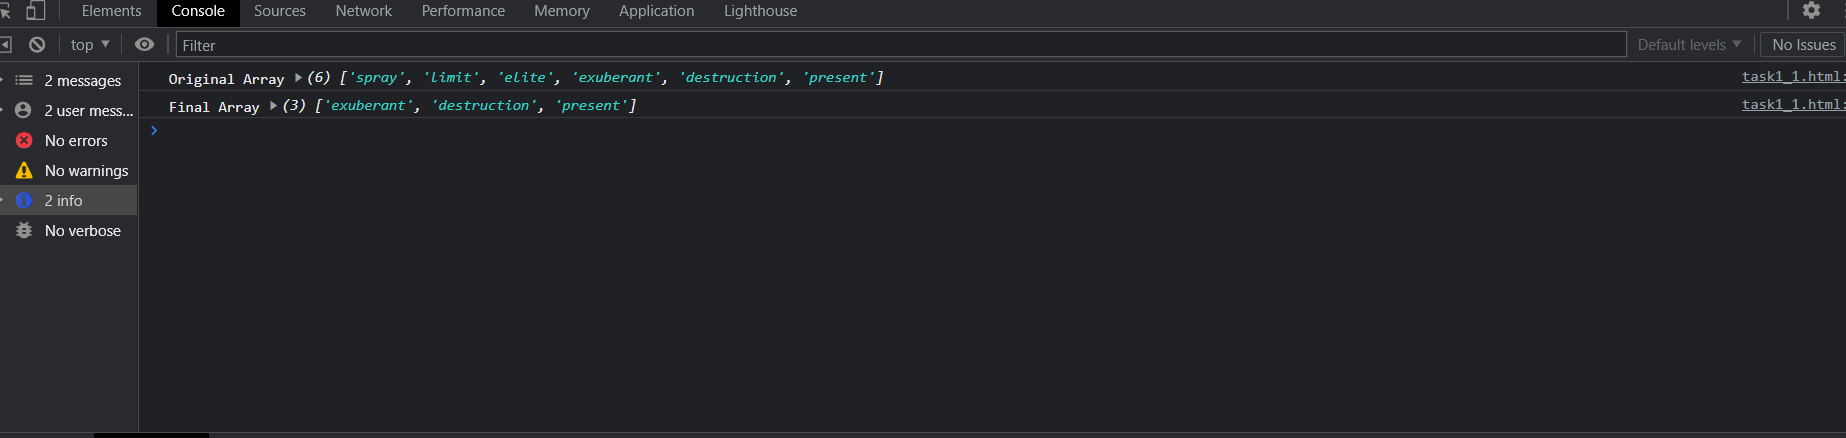 Elements Console Sources Network Performance Memory Application Lighthouse
top Filter Default levels No Issues
2 messages
2 user mess...
No errors
No warnings
2 info
No verbose
Original Array (6) ['spray', 'limit', 'elite', 'exuberant', 'destruction', 'present'] task1_1.html:
Final Array (3) ['exuberant', 'destruction', 'present'] task1_1.html: